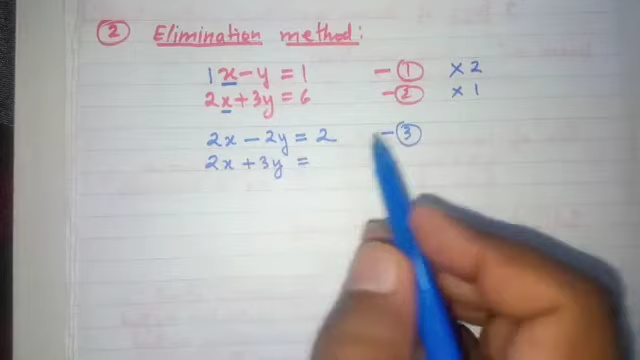 ② Elimination method:
1x - y = 1 - ① × 2
2x + 3y = 6 - ② × 1
2x - 2y = 2 - ③
2x + 3y =